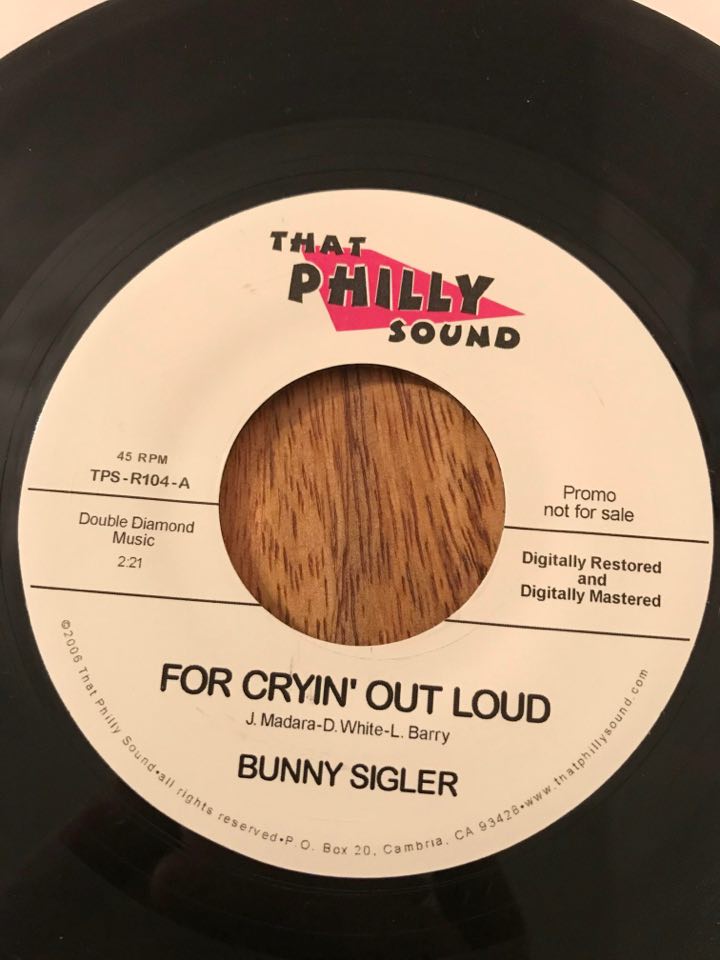 THAT
PHILLY
SOUND
45 RPM
TPS-R104-A
Double Diamond
Music
2:21
Promo
not for sale
Digitally Restored
and
Digitally Mastered
FOR CRYIN' OUT LOUD
J. Madara-D. White-L. Barry
BUNNY SIGLER
©2006 That Philly Sound•all rights reserved•P.O. Box 20, Cambria, CA 93428•www.thatphillysound.com